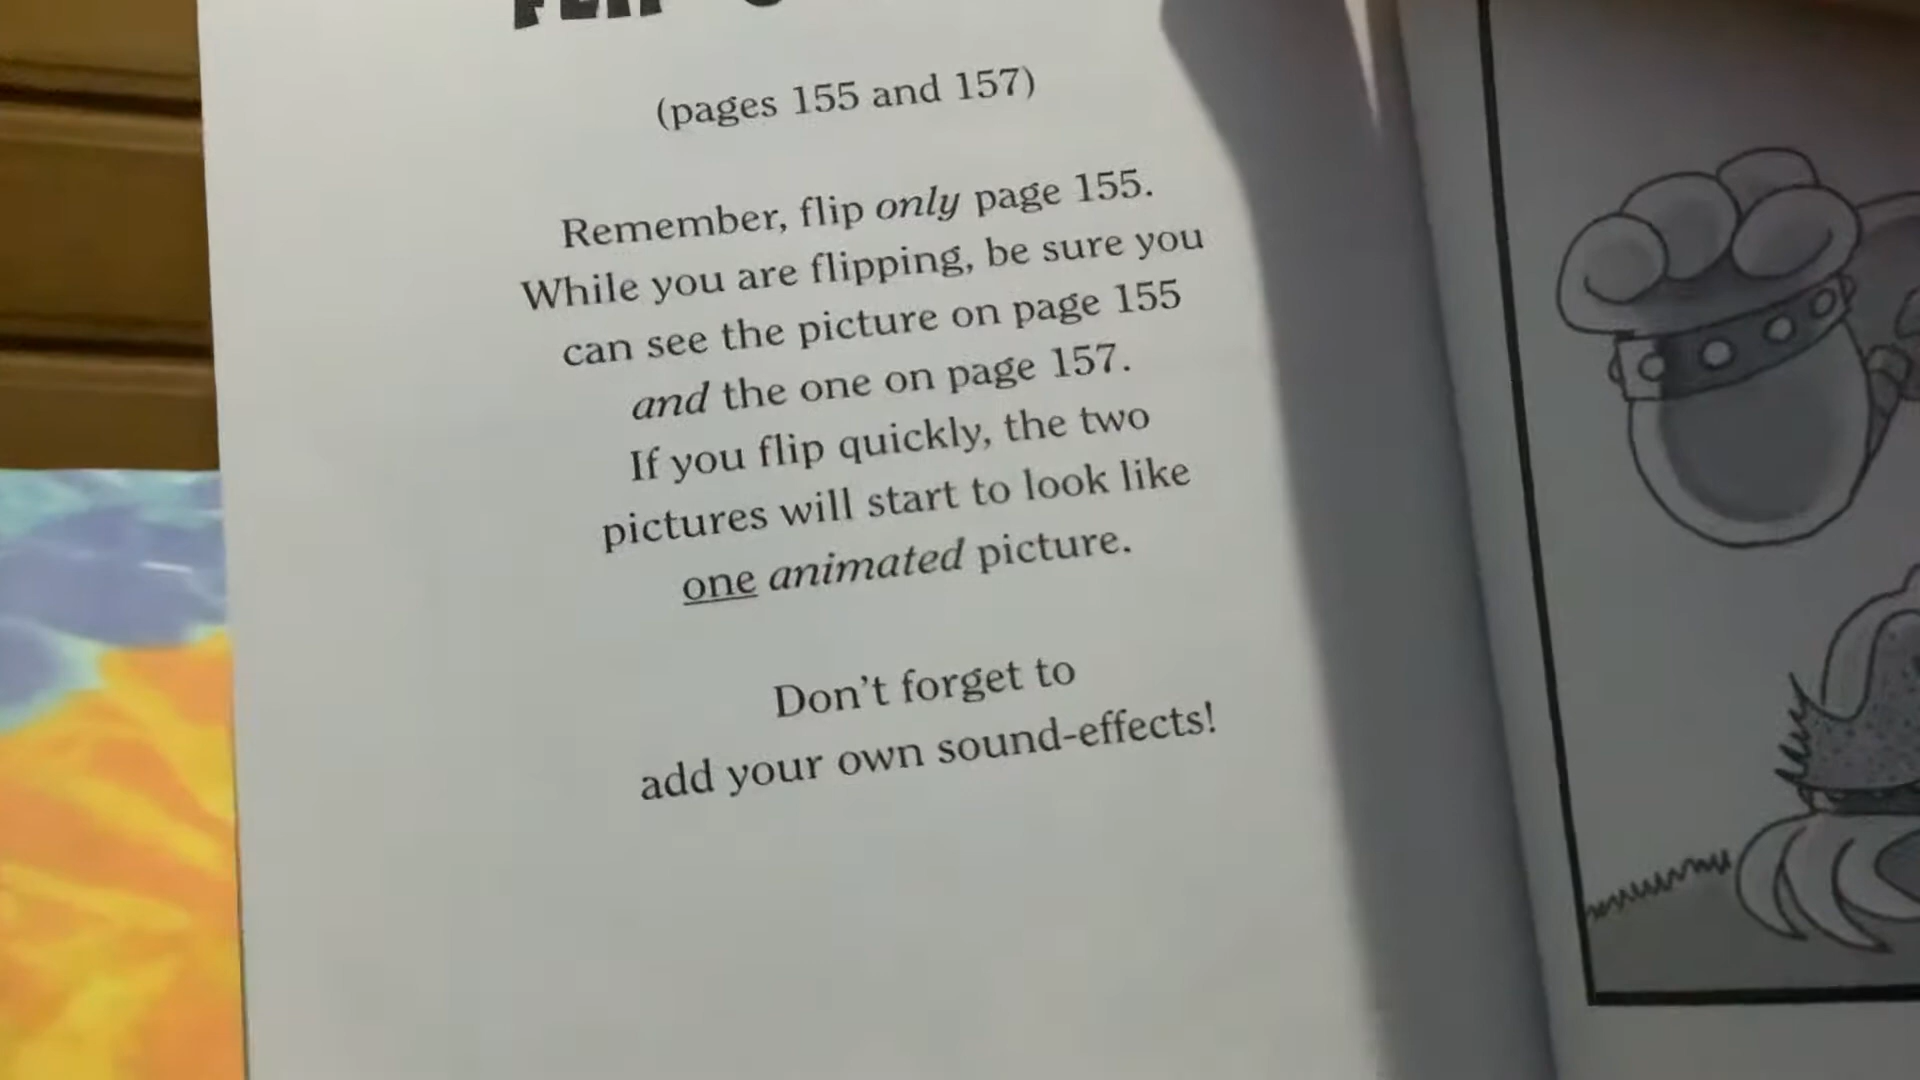 (pages 155 and 157)
Remember, flip only page 155.
While you are flipping, be sure you
can see the picture on page 155
and the one on page 157.
If you flip quickly, the two
pictures will start to look like
one animated picture.
Don't forget to
add your own sound-effects!